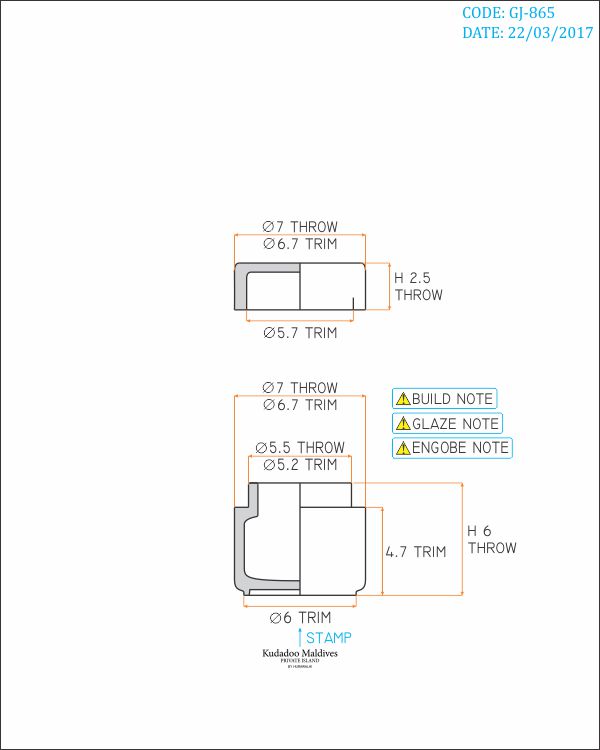 CODE: GJ-865
DATE: 22/03/2017
∅7 THROW
∅6.7 TRIM
H 2.5
THROW
∅5.7 TRIM
∅7 THROW
∅6.7 TRIM
BUILD NOTE
GLAZE NOTE
ENGOBE NOTE
∅5.5 THROW
∅5.2 TRIM
H 6
THROW
4.7 TRIM
∅6 TRIM
STAMP
Kudadoo Maldives
PRIVATE ISLAND
BY HURAWALHI